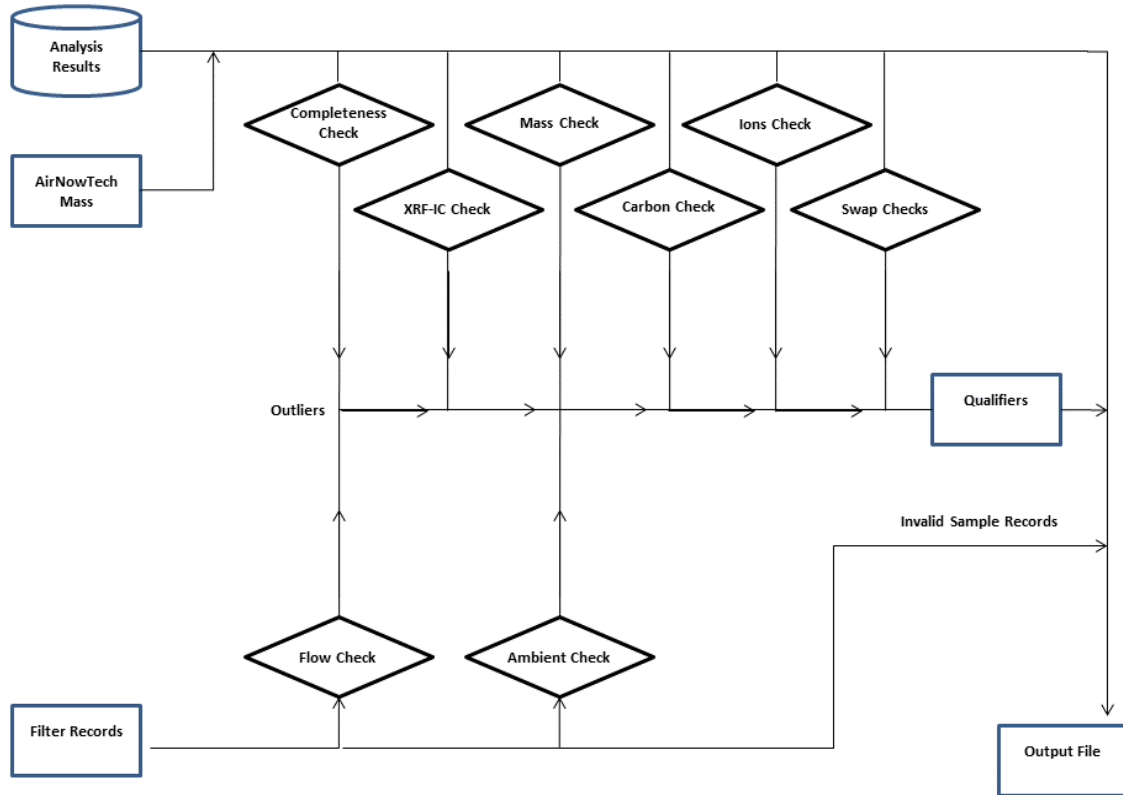 Analysis
Results
Completeness
Check
Mass Check
Ions Check
AirNowTech
Mass
XRF-IC Check
Carbon Check
Swap Checks
Outliers
Qualifiers
Invalid Sample Records
Flow Check
Ambient Check
Filter Records
Output File